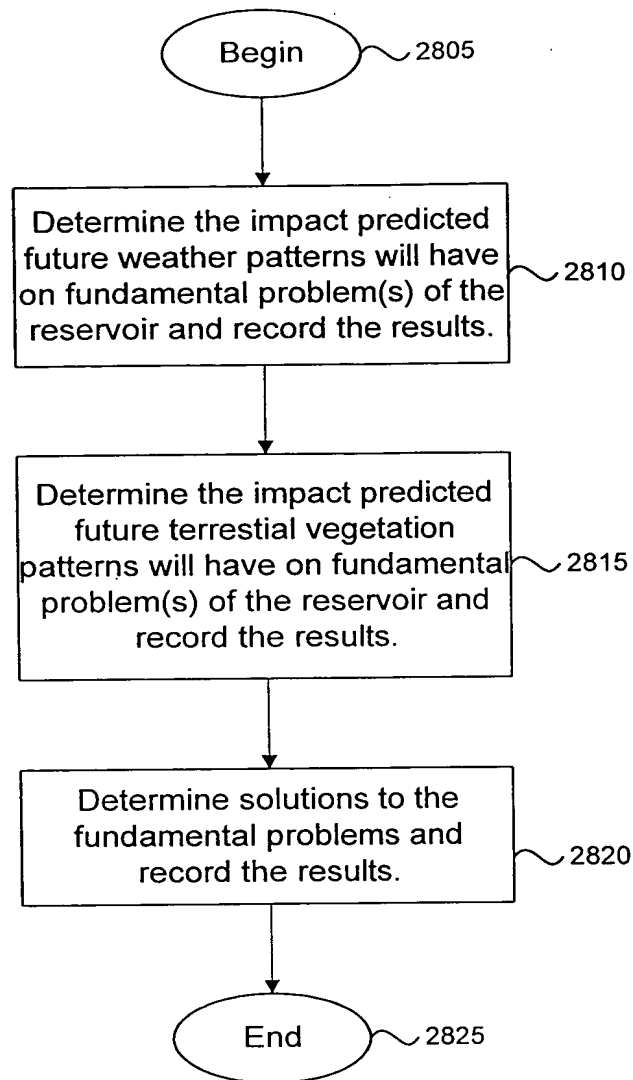 Begin
2805
Determine the impact predicted
future weather patterns will have
on fundamental problem(s) of the
reservoir and record the results.
2810
Determine the impact predicted
future terrestial vegetation
patterns will have on fundamental
problem(s) of the reservoir and
record the results.
2815
Determine solutions to the
fundamental problems and
record the results.
2820
End
2825